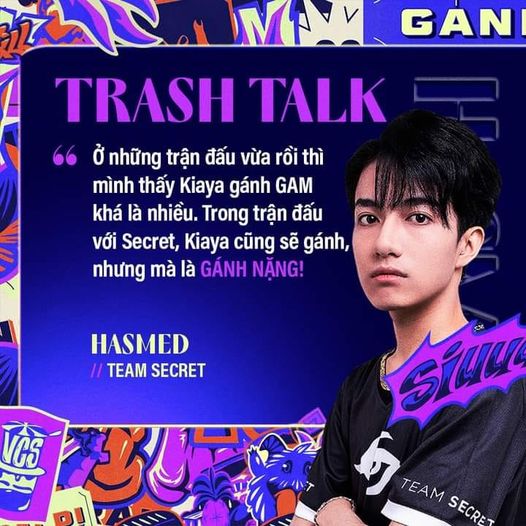 GAN
TRASH TALK
“ Ở những trận đấu vừa rồi thì
mình thấy Kiaya gánh GAM
khá là nhiều. Trong trận đấu
với Secret, Kiaya cũng sẽ gánh,
nhưng mà là GÁNH NẶNG!
HASMED
// TEAM SECRET
Siuu
VCS
TEAM SECRET